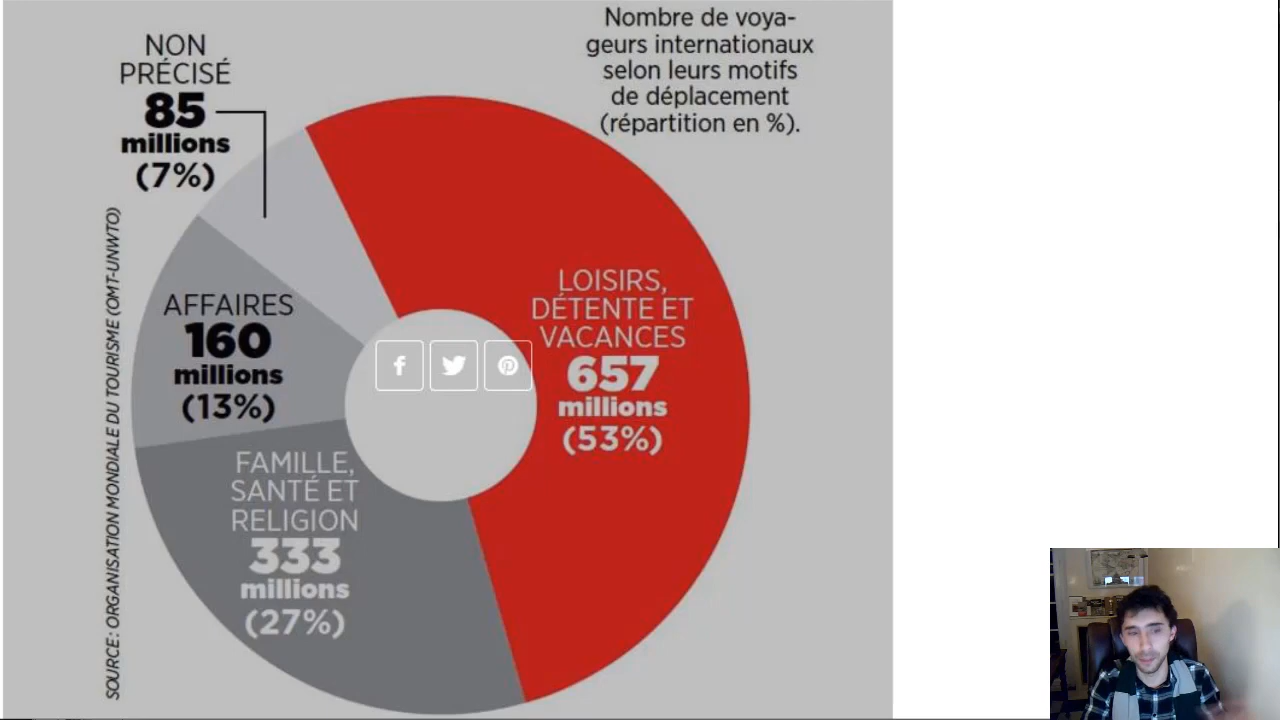 Nombre de voya-
geurs internationaux
selon leurs motifs
de déplacement
(répartition en %).
NON
PRÉCISÉ
85
millions
(7%)
LOISIRS,
DÉTENTE ET
VACANCES
657
millions
(53%)
AFFAIRES
160
millions
(13%)
FAMILLE,
SANTÉ ET
RELIGION
333
millions
(27%)
SOURCE: ORGANISATION MONDIALE DU TOURISME (OMT-UNWTO)